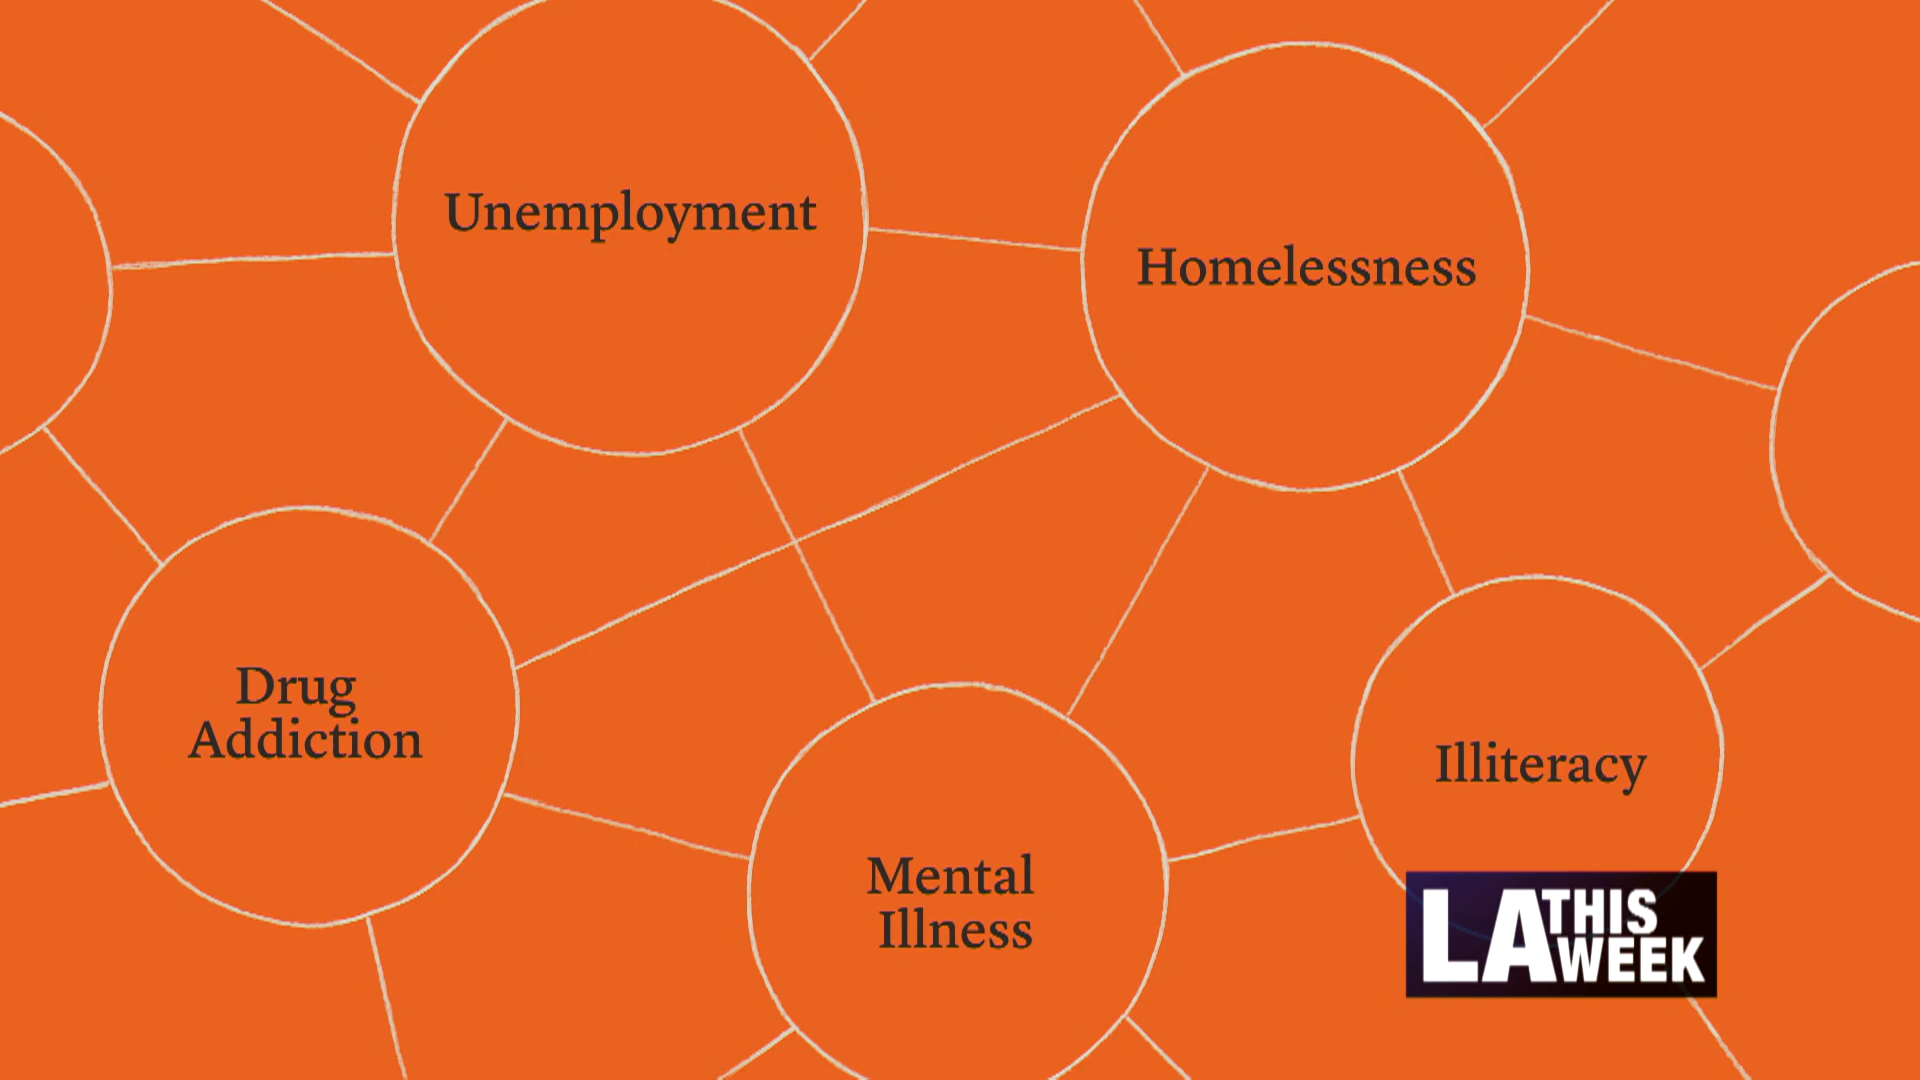 Unemployment
Homelessness
Drug
Addiction
Mental
Illness
Illiteracy
LA THIS
WEEK